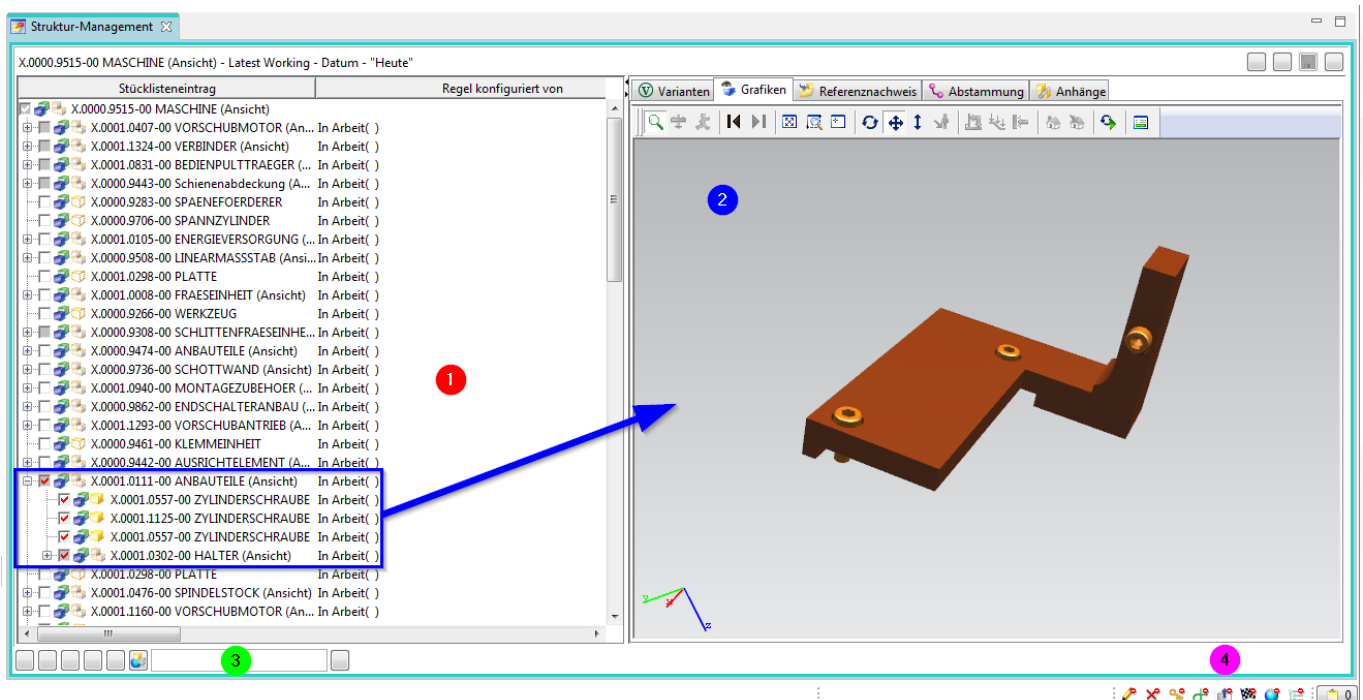 Struktur-Management
X.0000.9515-00 MASCHINE (Ansicht) - Latest Working - Datum - "Heute"
Stücklisteneintrag Regel konfiguriert von
X.0000.9515-00 MASCHINE (Ansicht)
X.0001.0407-00 VORSCHUBMOTOR (An... In Arbeit( )
X.0001.1324-00 VERBINDER (Ansicht) In Arbeit( )
X.0001.0831-00 BEDIENPULTTRAEGER (... In Arbeit( )
X.0000.9443-00 Schienenabdeckung (A... In Arbeit( )
X.0000.9283-00 SPAENEFOERDERER In Arbeit( )
X.0000.9706-00 SPANNZYLINDER In Arbeit( )
X.0001.0105-00 ENERGIEVERSORGUNG (... In Arbeit( )
X.0000.9508-00 LINEARMASSSTAB (Ansi... In Arbeit( )
X.0001.0298-00 PLATTE In Arbeit( )
X.0001.0008-00 FRAESEINHEIT (Ansicht) In Arbeit( )
X.0000.9266-00 WERKZEUG In Arbeit( )
X.0000.9308-00 SCHLITTENFRAESEINHE... In Arbeit( )
X.0000.9474-00 ANBAUTEILE (Ansicht) In Arbeit( )
X.0000.9736-00 SCHOTTWAND (Ansicht) In Arbeit( )
X.0001.0940-00 MONTAGEZUBEHOER (... In Arbeit( )
X.0000.9862-00 ENDSCHALTERANBAU (... In Arbeit( )
X.0001.1293-00 VORSCHUBANTRIEB (A... In Arbeit( )
X.0000.9461-00 KLEMMEINHEIT In Arbeit( )
X.0000.9442-00 AUSRICHTELEMENT (A... In Arbeit( )
X.0001.0111-00 ANBAUTEILE (Ansicht) In Arbeit( )
X.0001.0557-00 ZYLINDERSCHRAUBE In Arbeit( )
X.0001.1125-00 ZYLINDERSCHRAUBE In Arbeit( )
X.0001.0557-00 ZYLINDERSCHRAUBE In Arbeit( )
X.0001.0302-00 HALTER (Ansicht) In Arbeit( )
X.0001.0298-00 PLATTE In Arbeit( )
X.0001.0476-00 SPINDELSTOCK (Ansicht) In Arbeit( )
X.0001.1160-00 VORSCHUBMOTOR (An... In Arbeit( )
1
Varianten Grafiken Referenznachweis Abstammung Anhänge
2
y x z
3
4
0